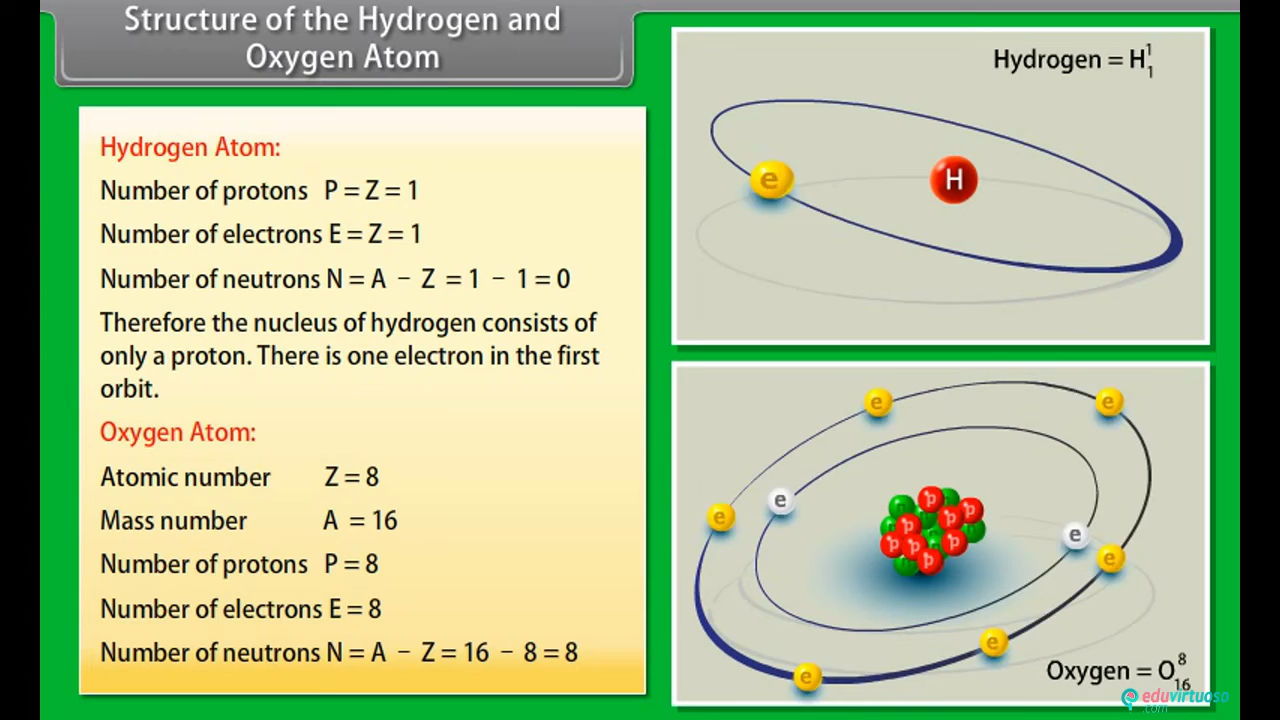 Structure of the Hydrogen and
Oxygen Atom
Hydrogen Atom:
Number of protons P = Z = 1
Number of electrons E = Z = 1
Number of neutrons N = A − Z = 1 − 1 = 0
Therefore the nucleus of hydrogen consists of
only a proton. There is one electron in the first
orbit.
Oxygen Atom:
Atomic number Z = 8
Mass number A = 16
Number of protons P = 8
Number of electrons E = 8
Number of neutrons N = A − Z = 16 − 8 = 8
Hydrogen = H¹₁
e
H
e
e
e
e
e
e
e
e
p
p
p
p
p
p
p
p
n
n
n
n
n
n
Oxygen = O⁸₁₆
eduvirtuoso
.com